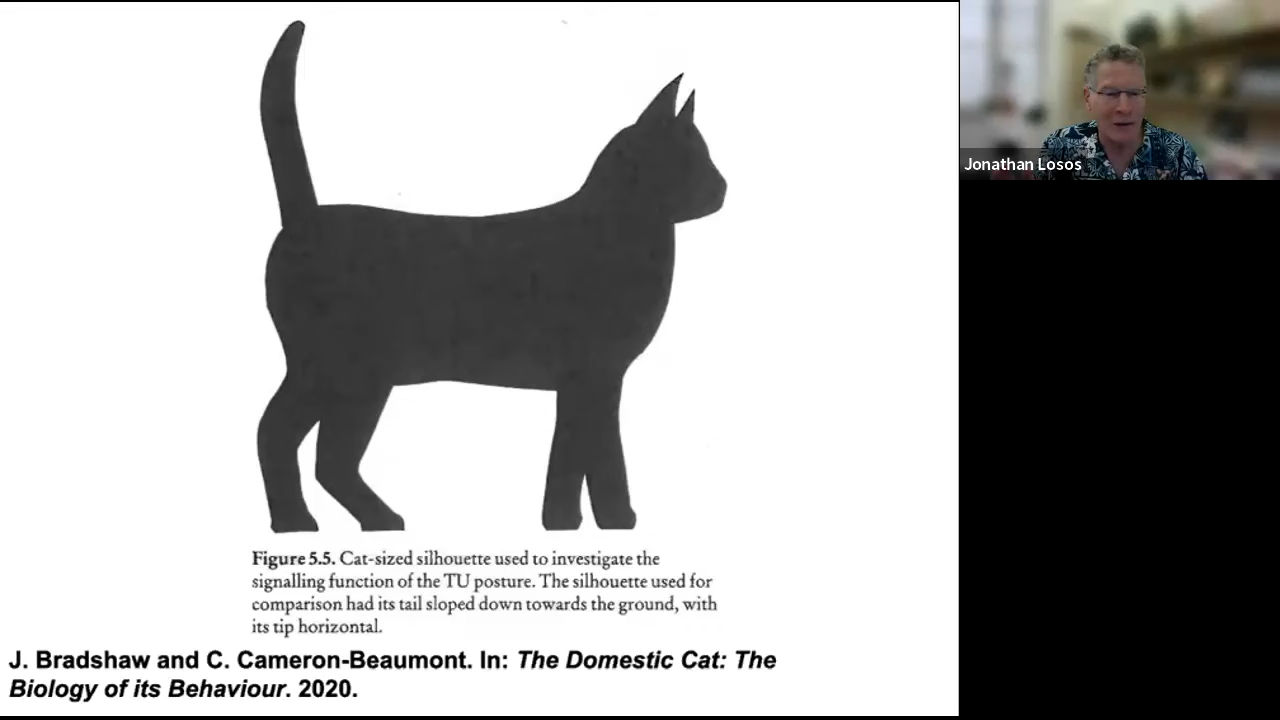 Jonathan Losos
Figure 5.5. Cat-sized silhouette used to investigate the
signalling function of the TU posture. The silhouette used for
comparison had its tail sloped down towards the ground, with
its tip horizontal.
J. Bradshaw and C. Cameron-Beaumont. In: The Domestic Cat: The
Biology of its Behaviour. 2020.